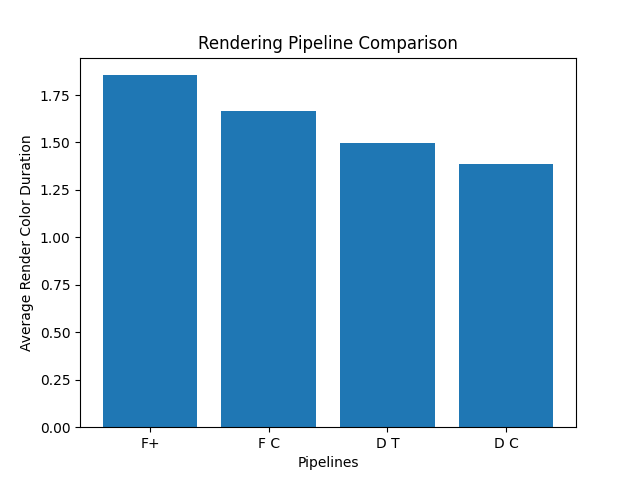 Rendering Pipeline Comparison
Average Render Color Duration
1.75
1.50
1.25
1.00
0.75
0.50
0.25
0.00
F+ F C D T D C
Pipelines